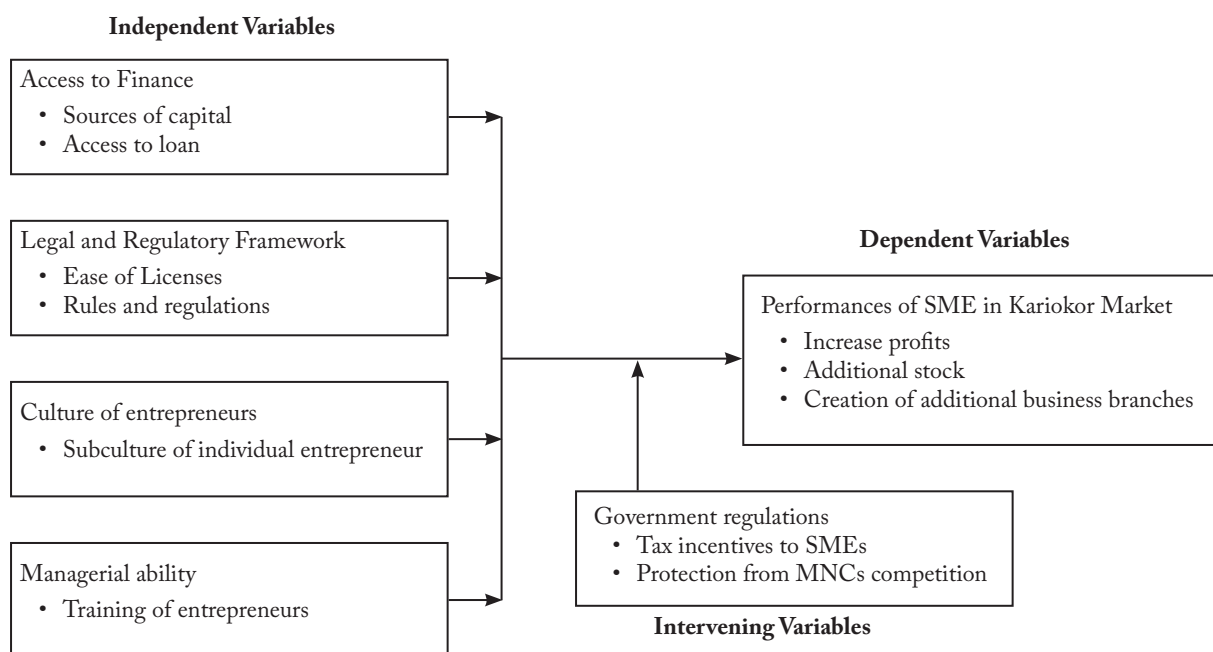 Independent Variables
Access to Finance
• Sources of capital
• Access to loan
Legal and Regulatory Framework
• Ease of Licenses
• Rules and regulations
Culture of entrepreneurs
• Subculture of individual entrepreneur
Managerial ability
• Training of entrepreneurs
Dependent Variables
Performances of SME in Kariokor Market
• Increase profits
• Additional stock
• Creation of additional business branches
Government regulations
• Tax incentives to SMEs
• Protection from MNCs competition
Intervening Variables